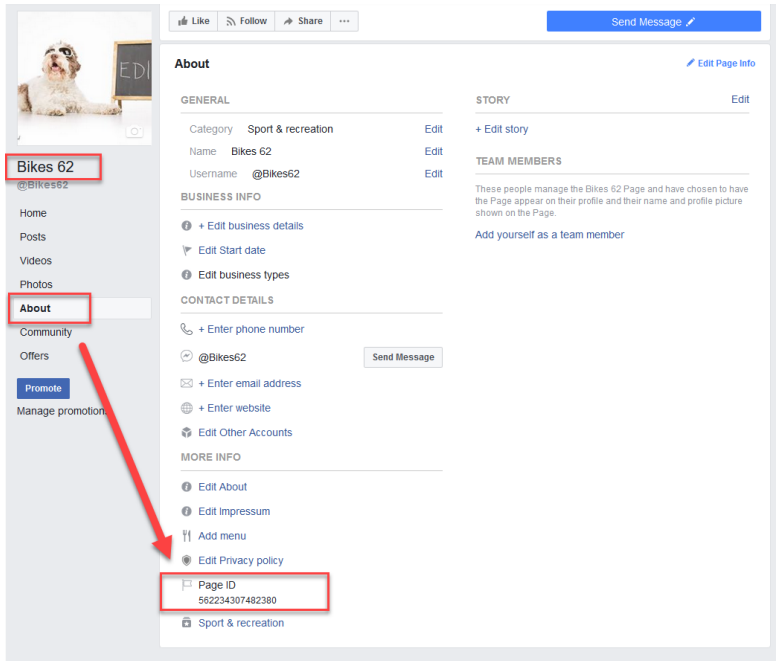 EDI
Bikes 62
@Bikes62
Home
Posts
Videos
Photos
About
Community
Offers
Promote
Manage promotion
Like
Follow
Share
Send Message
About
Edit Page Info
GENERAL
Category Sport & recreation Edit
Name Bikes 62 Edit
Username @Bikes62 Edit
BUSINESS INFO
+ Edit business details
Edit Start date
Edit business types
CONTACT DETAILS
+ Enter phone number
@Bikes62 Send Message
+ Enter email address
+ Enter website
Edit Other Accounts
MORE INFO
Edit About
Edit Impressum
Add menu
Edit Privacy policy
Page ID
562234307482380
Sport & recreation
STORY Edit
+ Edit story
TEAM MEMBERS
These people manage the Bikes 62 Page and have chosen to have
the Page appear on their profile and their name and profile picture
shown on the Page.
Add yourself as a team member